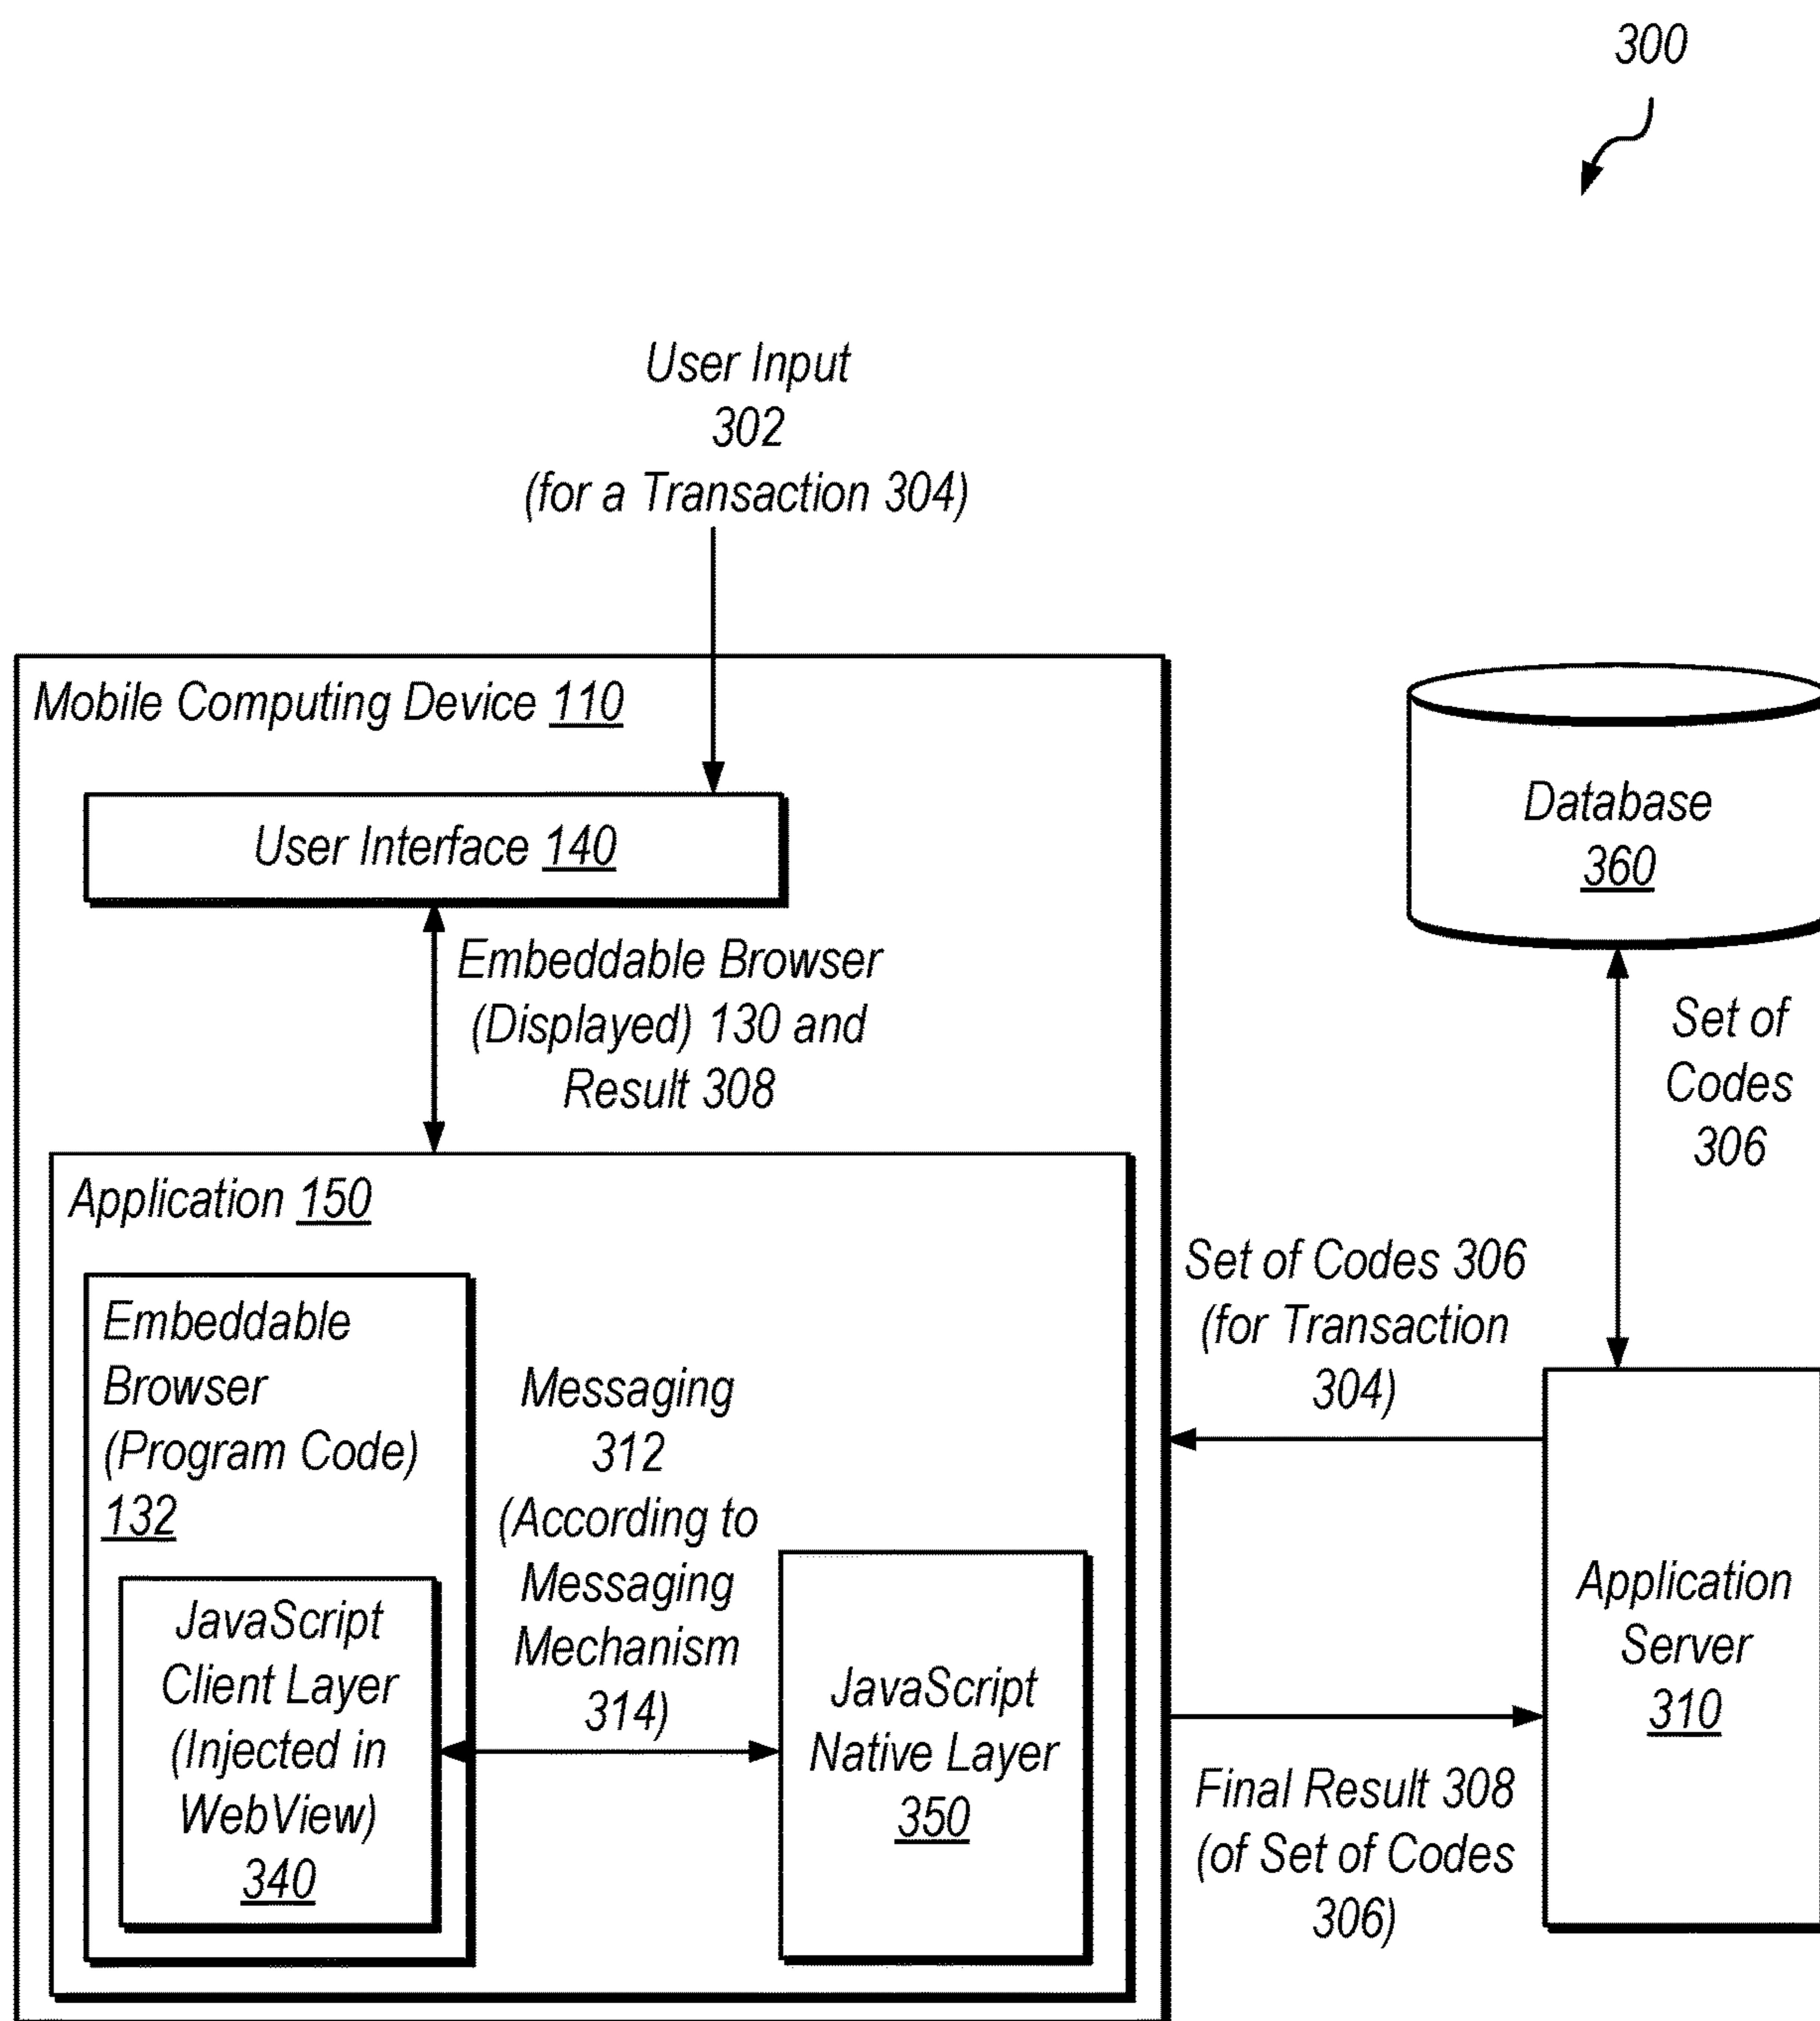 300
User Input
302
(for a Transaction 304)
Mobile Computing Device 110
User Interface 140
Embeddable Browser
(Displayed) 130 and
Result 308
Application 150
Embeddable
Browser
(Program Code)
132
JavaScript
Client Layer
(Injected in
WebView)
340
Messaging
312
(According to
Messaging
Mechanism
314)
JavaScript
Native Layer
350
Database
360
Set of
Codes
306
Set of Codes 306
(for Transaction
304)
Application
Server
310
Final Result 308
(of Set of Codes
306)